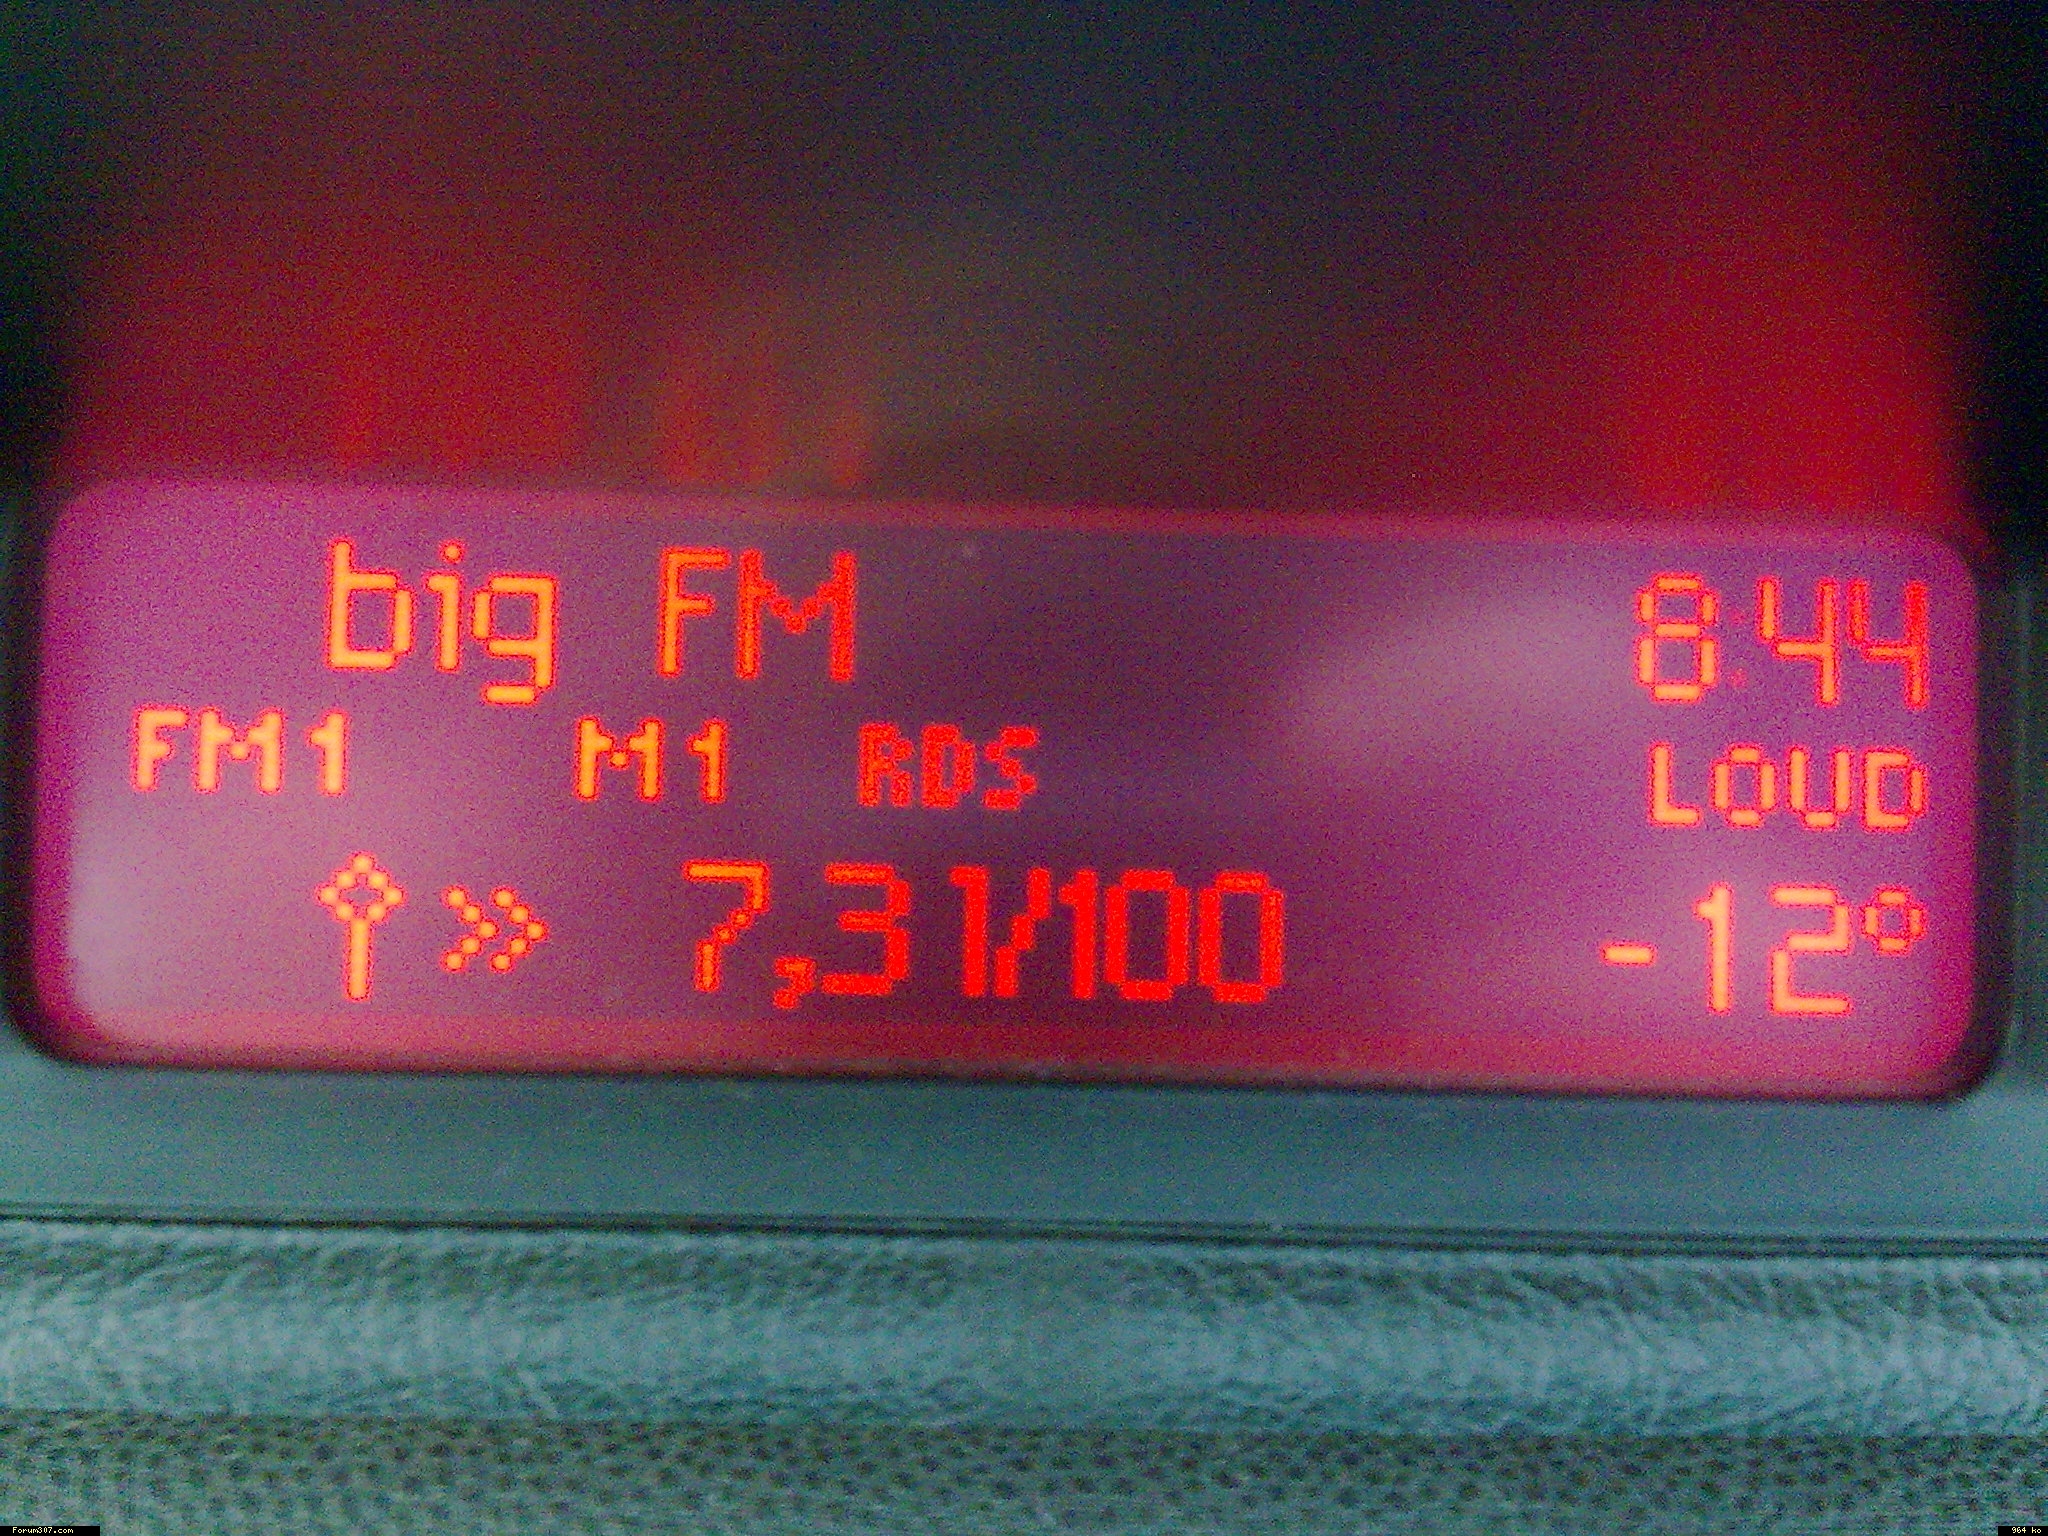 big FM 8:44
FM1 M1 RDS LOUD
7,3l/100 -12°
Forum307.com 964 ko